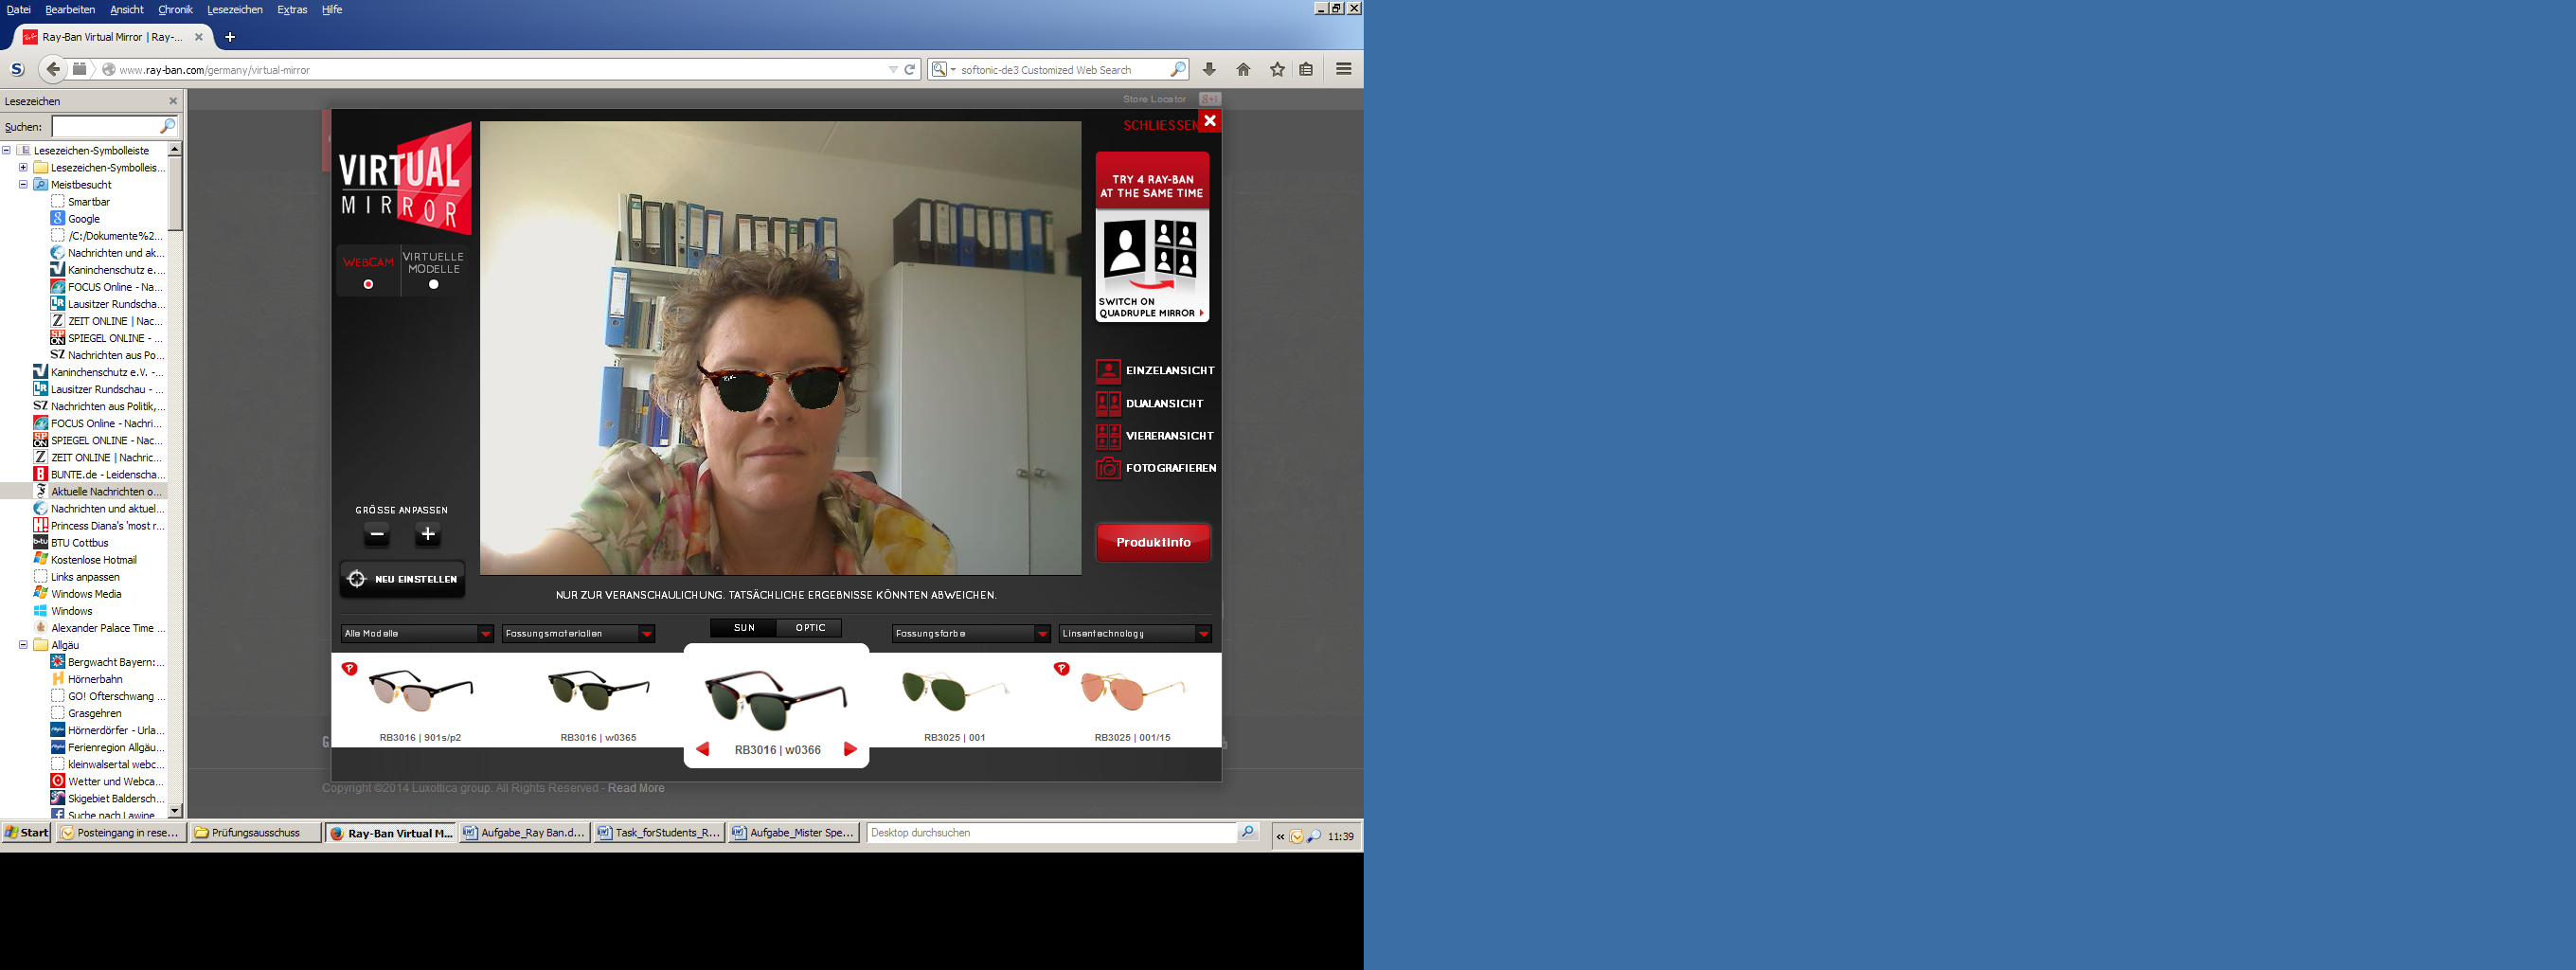 Datei Bearbeiten Ansicht Chronik Lesezeichen Extras Hilfe
Ray-Ban Virtual Mirror | Ray-...
www.ray-ban.com/germany/virtual-mirror
softonic-de3 Customized Web Search
Lesezeichen
Suchen:
Lesezeichen-Symbolleiste
Lesezeichen-Symbolleis...
Meistbesucht
Smartbar
Google
/C:/Dokumente%2...
Nachrichten und ak...
Kaninchenschutz e....
FOCUS Online - Na...
Lausitzer Rundscha...
ZEIT ONLINE | Nac...
SPIEGEL ONLINE - ...
Nachrichten aus Po...
Kaninchenschutz e.V. -...
Lausitzer Rundschau - ...
Nachrichten aus Politik,...
FOCUS Online - Nachri...
SPIEGEL ONLINE - Nac...
ZEIT ONLINE | Nachric...
BUNTE.de - Leidenscha...
Aktuelle Nachrichten o...
Nachrichten und aktuel...
Princess Diana's 'most r...
BTU Cottbus
Kostenlose Hotmail
Links anpassen
Windows Media
Windows
Alexander Palace Time ...
Allgäu
Bergwacht Bayern:...
Hörnerbahn
GO! Ofterschwang ...
Grasgehren
Hörnerdörfer - Urla...
Ferienregion Allgäu...
kleinwalsertal webc...
Wetter und Webca...
Skigebiet Baldersch...
Suche nach Lawine...
Store Locator
SCHLIESSEN
VIRTUAL
MIRROR
WEBCAM
VIRTUELLE
MODELLE
TRY 4 RAY-BAN
AT THE SAME TIME
SWITCH ON
QUADRUPLE MIRROR
EINZELANSICHT
DUALANSICHT
VIERERANSICHT
FOTOGRAFIEREN
GRÖSSE ANPASSEN
NEU EINSTELLEN
Produktinfo
NUR ZUR VERANSCHAULICHUNG. TATSÄCHLICHE ERGEBNISSE KÖNNTEN ABWEICHEN.
Alle Modelle
Fassungsmaterialien
SUN OPTIC
Fassungsfarbe
Linsentechnology
RB3016 | 901s/p2
RB3016 | w0365
RB3016 | w0366
RB3025 | 001
RB3025 | 001/15
Copyright ©2014 Luxottica group. All Rights Reserved - Read More
Start
Posteingang in rese...
Prüfungsausschuss
Ray-Ban Virtual M...
Aufgabe_Ray Ban.d...
Task_forStudents_R...
Aufgabe_Mister Spe...
Desktop durchsuchen
11:39